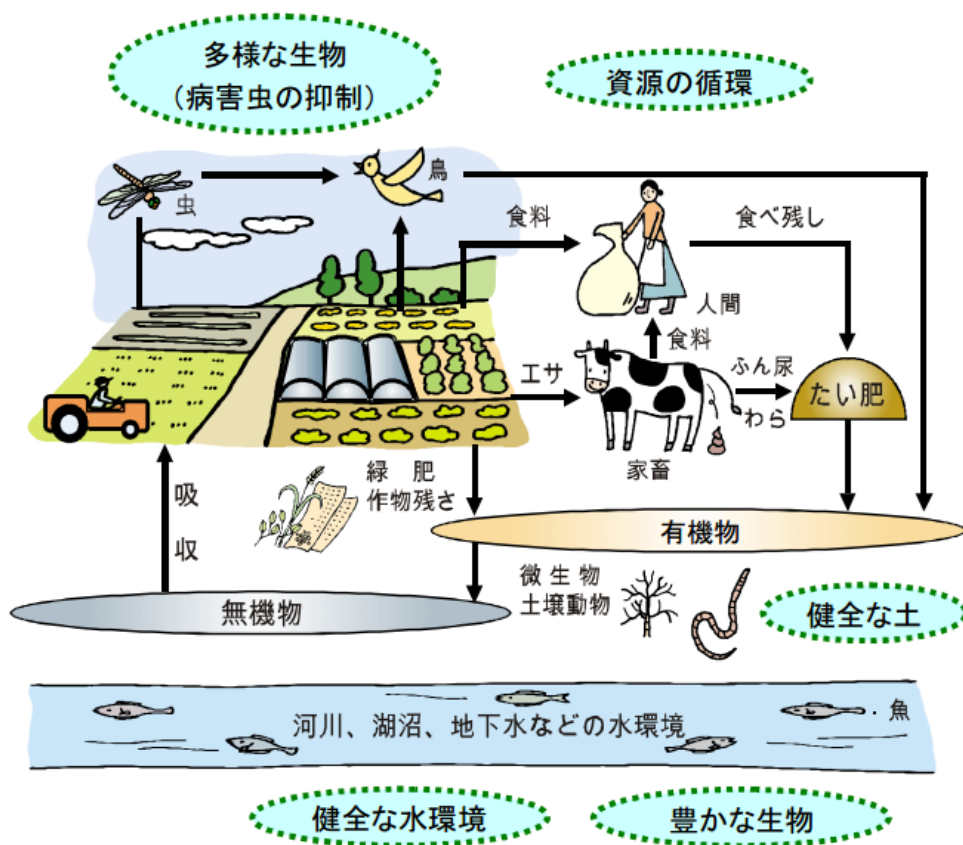 多様な生物
（病害虫の抑制）
資源の循環
虫
鳥
食料
食べ残し
人間
食料
エサ
ふん尿
わら
たい肥
家畜
緑 肥
作物残さ
吸
収
有機物
微生物
土壌動物
無機物
健全な土
河川、湖沼、地下水などの水環境
魚
健全な水環境
豊かな生物